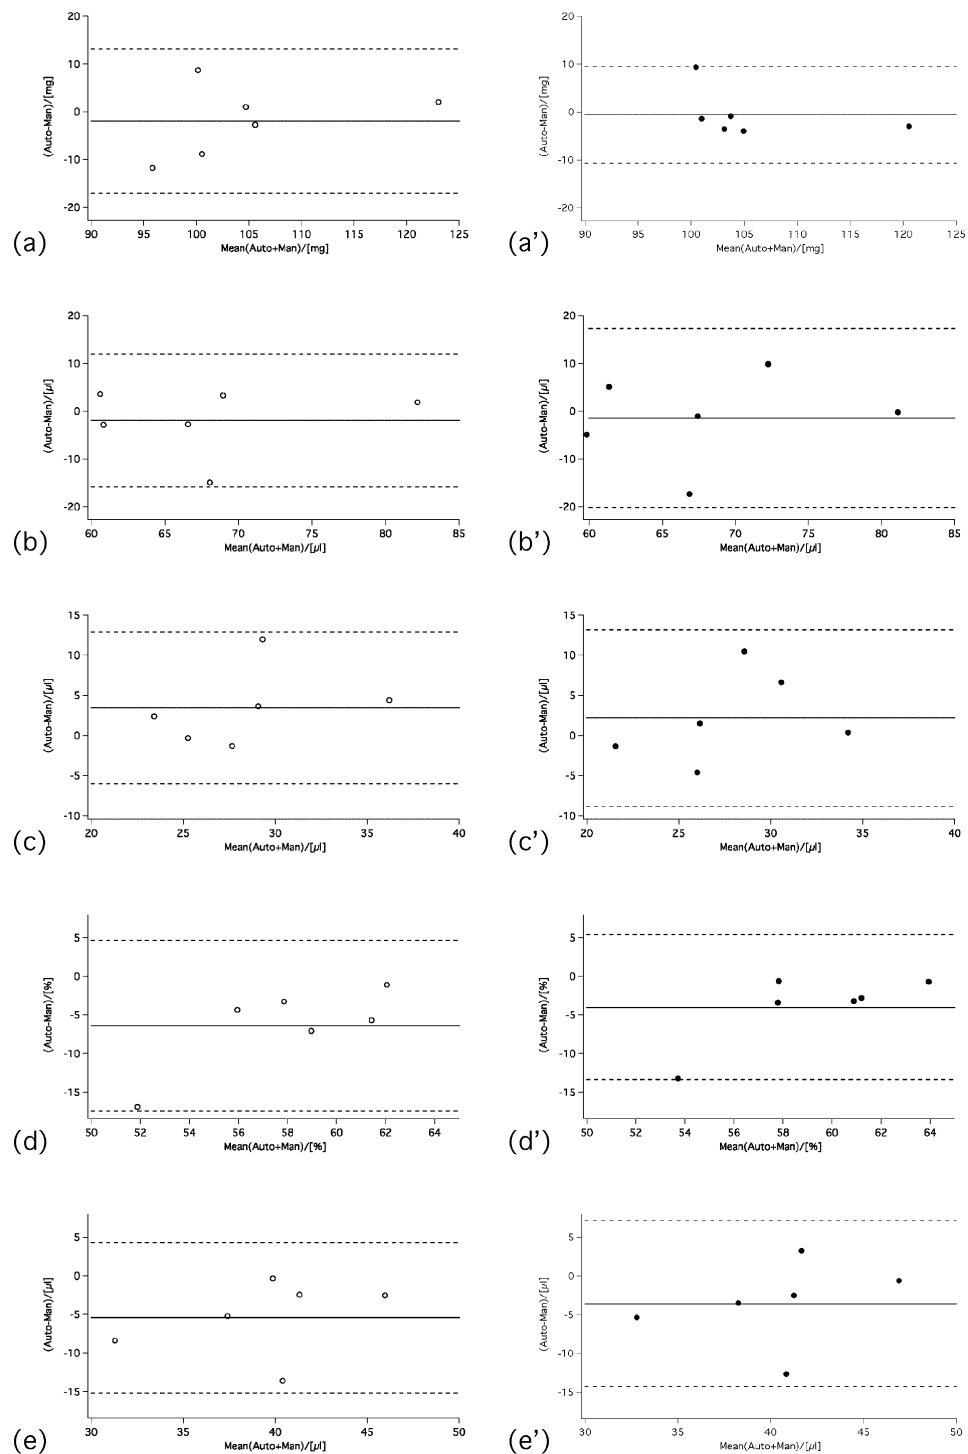 20
10
0
-10
-20
(Auto-Man)/[mg]
90 95 100 105 110 115 120 125
Mean(Auto+Man)/[mg]
(a)
20
10
0
-10
-20
(Auto-Man)/[mg]
90 95 100 105 110 115 120 125
Mean(Auto+Man)/[mg]
(a')
20
10
0
-10
-20
(Auto-Man)/[µl]
60 65 70 75 80 85
Mean(Auto+Man)/[µl]
(b)
20
10
0
-10
-20
(Auto-Man)/[µl]
60 65 70 75 80 85
Mean(Auto+Man)/[µl]
(b')
15
10
5
0
-5
-10
(Auto-Man)/[µl]
20 25 30 35 40
Mean(Auto+Man)/[µl]
(c)
15
10
5
0
-5
-10
(Auto-Man)/[µl]
20 25 30 35 40
Mean(Auto+Man)/[µl]
(c')
5
0
-5
-10
-15
(Auto-Man)/[%]
50 52 54 56 58 60 62 64
Mean(Auto+Man)/[%]
(d)
5
0
-5
-10
-15
(Auto-Man)/[%]
50 52 54 56 58 60 62 64
Mean(Auto+Man)/[%]
(d')
5
0
-5
-10
-15
(Auto-Man)/[µl]
30 35 40 45 50
Mean(Auto+Man)/[µl]
(e)
5
0
-5
-10
-15
(Auto-Man)/[µl]
30 35 40 45 50
Mean(Auto+Man)/[µl]
(e')